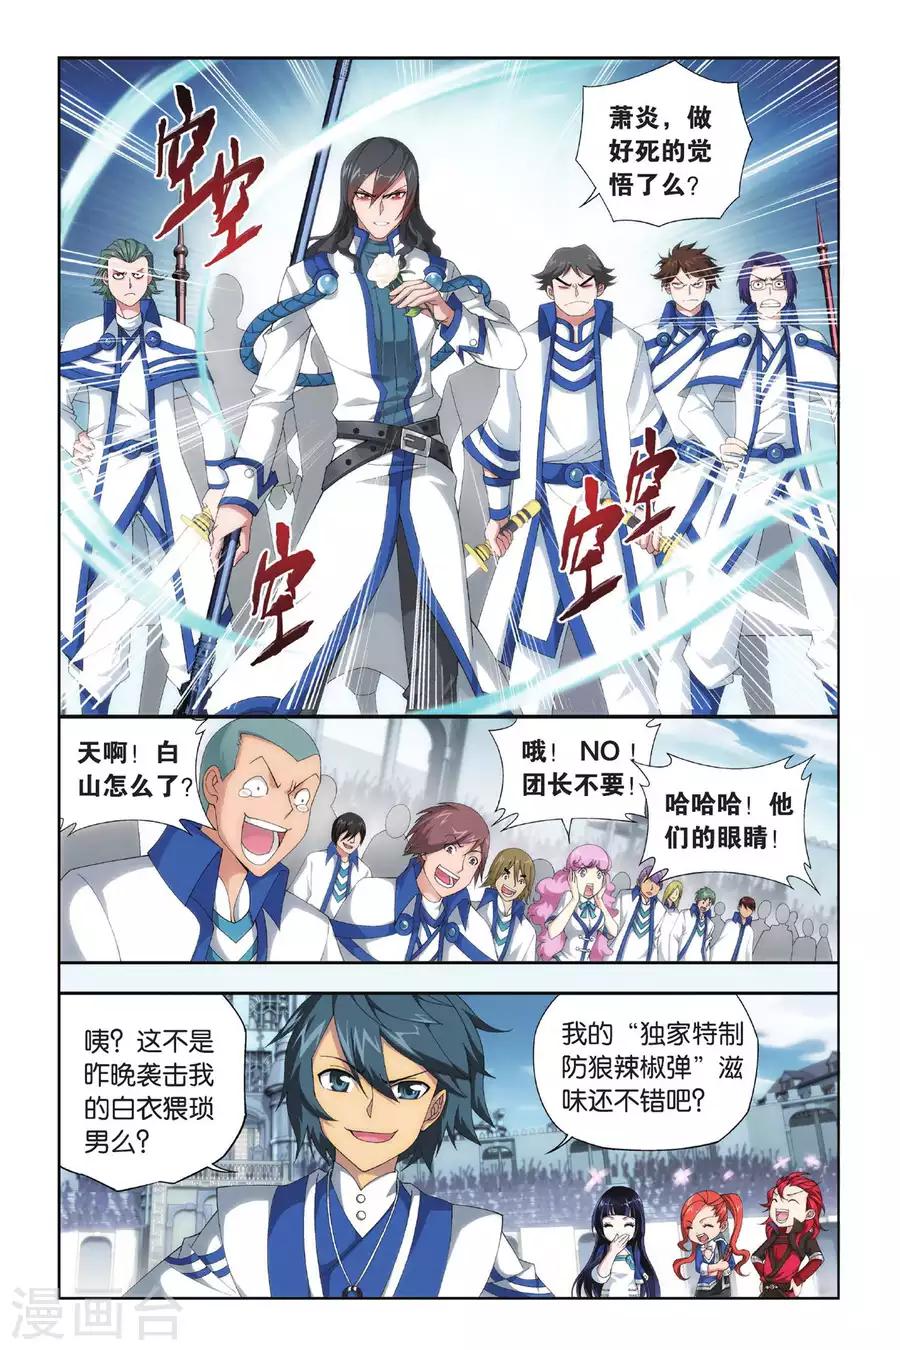 萧炎，做
好死的觉
悟了么？
空
空
空
空
空
天啊！白
山怎么了？
哦！NO！
团长不要！
哈哈哈！他
们的眼睛！
咦？这不是
昨晚袭击我
的白衣猥琐
男么？
我的“独家特制
防狼辣椒弹”滋
味还不错吧？
漫画台